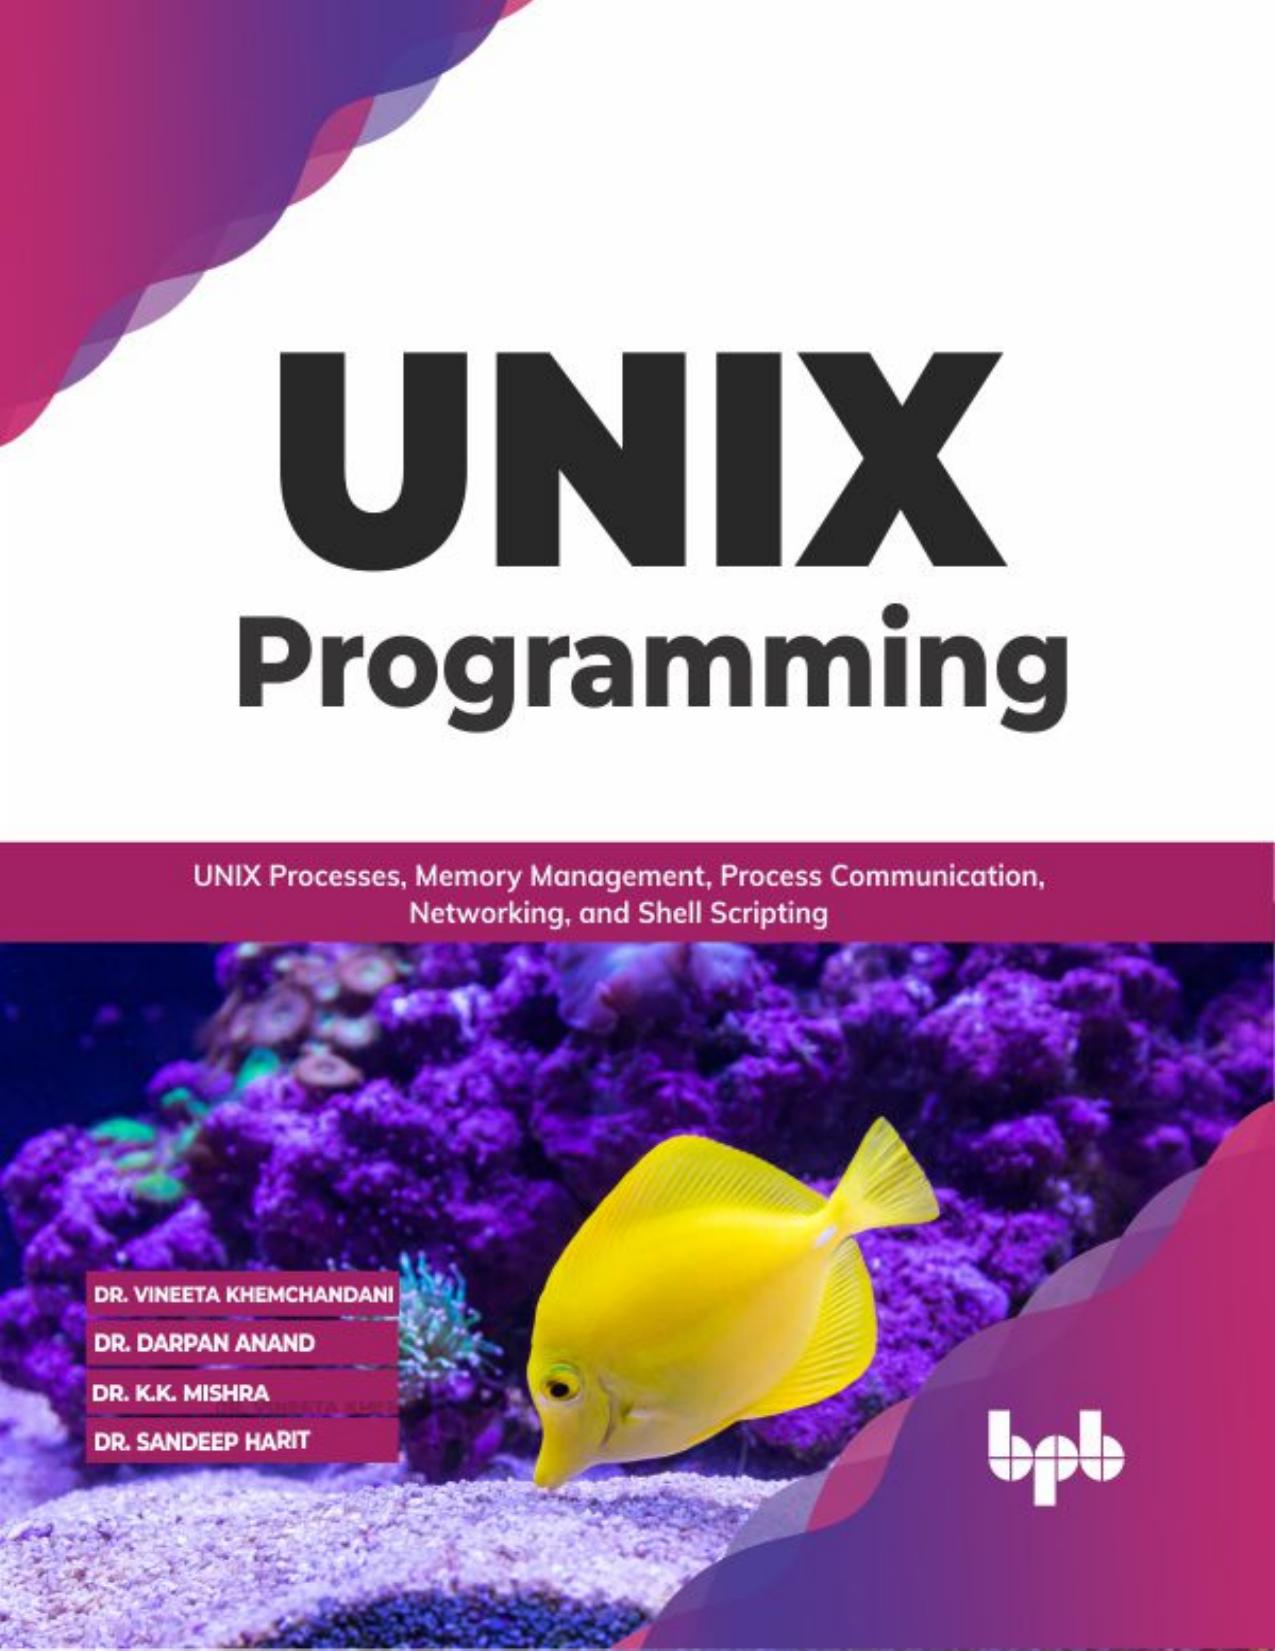 UNIX
Programming
UNIX Processes, Memory Management, Process Communication,
Networking, and Shell Scripting
DR. VINEETA KHEMCHANDANI
DR. DARPAN ANAND
DR. K.K. MISHRA
DR. SANDEEP HARIT
bpb